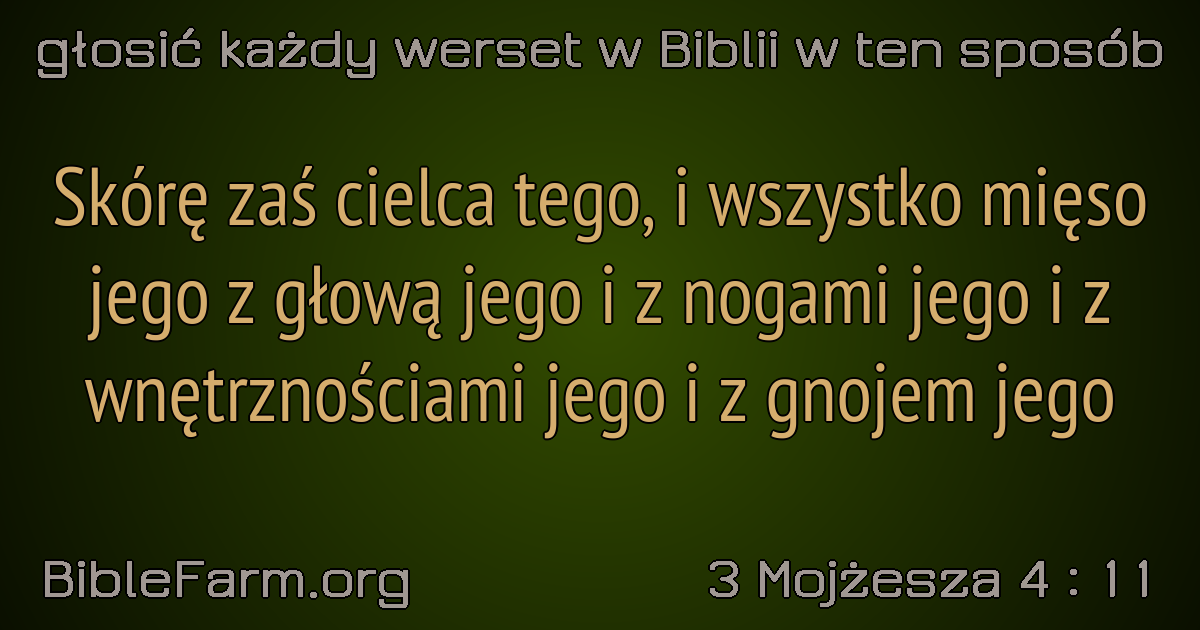 głosić każdy werset w Biblii w ten sposób
Skórę zaś cielca tego, i wszystko mięso
jego z głową jego i z nogami jego i z
wnętrznościami jego i z gnojem jego
BibleFarm.org
3 Mojżesza 4 : 11